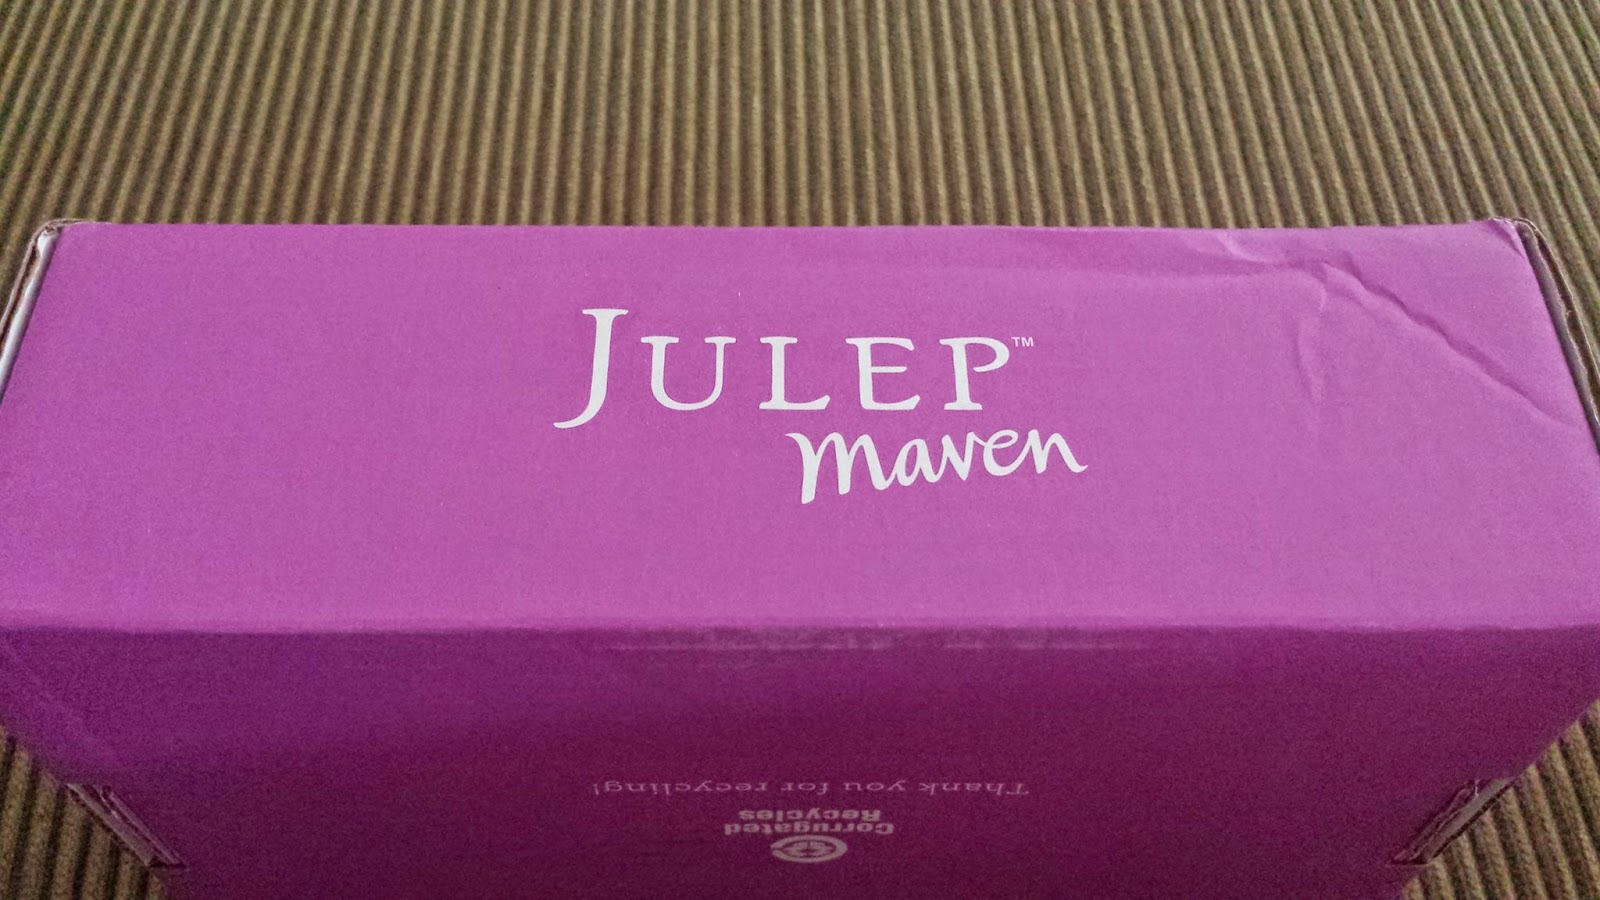 JULEP™
maven
Thank you for recycling!
Corrugated
Recycles